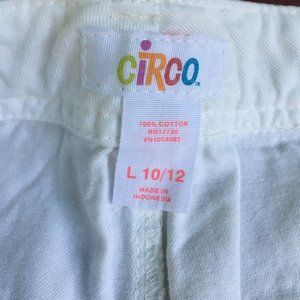 CiRCO
100% COTTON
RN17730
VN1053685
L 10/12
MADE IN
INDONESIA